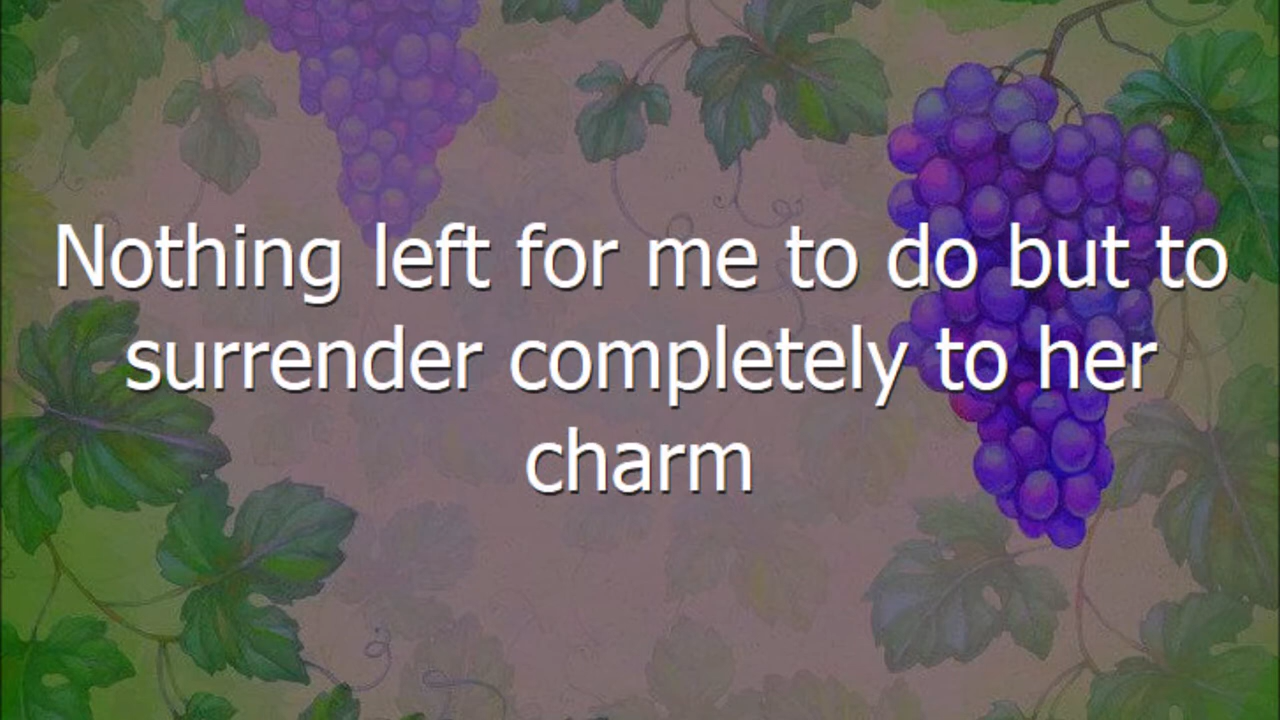 Nothing left for me to do but to
surrender completely to her
charm